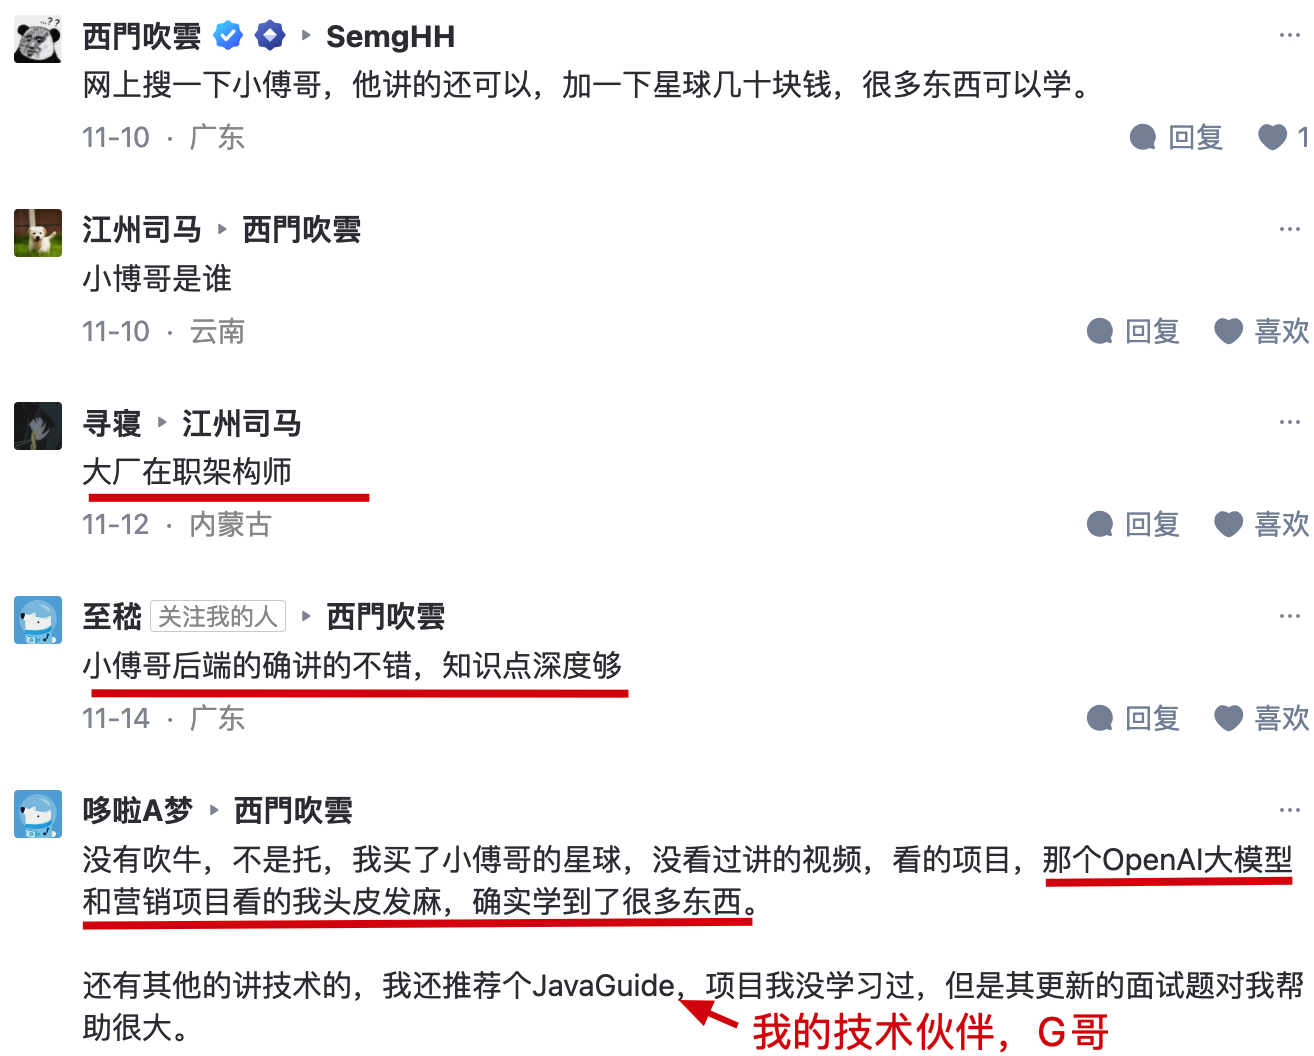 西門吹雲 ▸ SemgHH
网上搜一下小傅哥，他讲的还可以，加一下星球几十块钱，很多东西可以学。
11-10 · 广东 回复 1
江州司马 ▸ 西門吹雲
小博哥是谁
11-10 · 云南 回复 喜欢
寻寝 ▸ 江州司马
大厂在职架构师
11-12 · 内蒙古 回复 喜欢
至嵇 关注我的人 ▸ 西門吹雲
小傅哥后端的确讲的不错，知识点深度够
11-14 · 广东 回复 喜欢
哆啦A梦 ▸ 西門吹雲
没有吹牛，不是托，我买了小傅哥的星球，没看过讲的视频，看的项目，那个OpenAI大模型
和营销项目看的我头皮发麻，确实学到了很多东西。
还有其他的讲技术的，我还推荐个JavaGuide，项目我没学习过，但是其更新的面试题对我帮
助很大。
我的技术伙伴，G哥